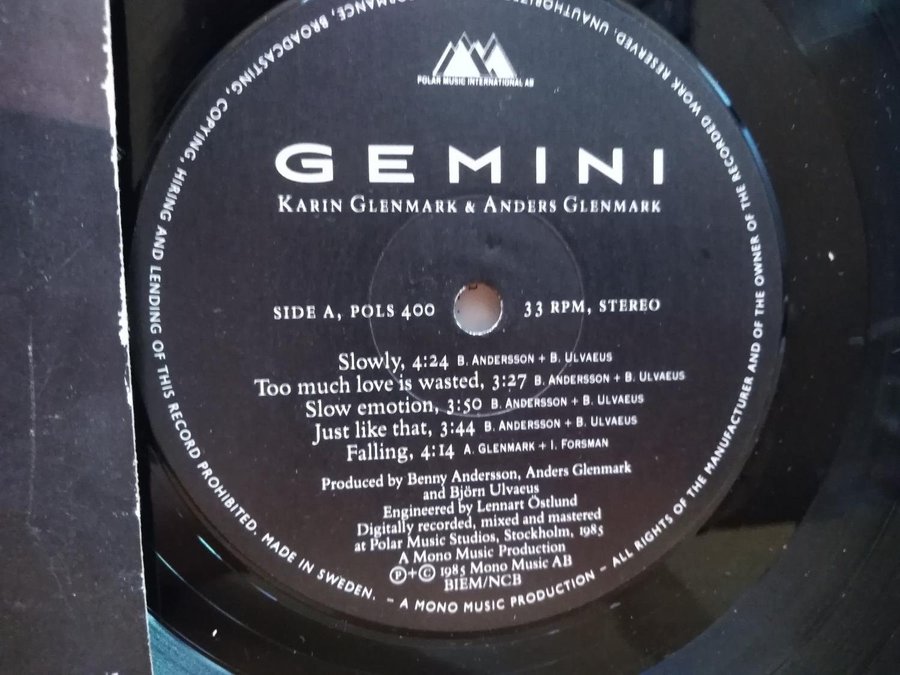 POLAR MUSIC INTERNATIONAL AB
GEMINI
KARIN GLENMARK & ANDERS GLENMARK
SIDE A, POLS 400
33 RPM, STEREO
Slowly, 4:24 B. ANDERSSON + B. ULVAEUS
Too much love is wasted, 3:27 B. ANDERSSON + B. ULVAEUS
Slow emotion, 3:50 B. ANDERSSON + B. ULVAEUS
Just like that, 3:44 B. ANDERSSON + B. ULVAEUS
Falling, 4:14 A. GLENMARK + I. FORSMAN
Produced by Benny Andersson, Anders Glenmark
and Björn Ulvaeus
Engineered by Lennart Östlund
Digitally recorded, mixed and mastered
at Polar Music Studios, Stockholm, 1985
A Mono Music Production
Ⓟ+© 1985 Mono Music AB
BIEM/NCB
– A MONO MUSIC PRODUCTION – ALL RIGHTS OF THE MANUFACTURER AND OF THE OWNER OF THE RECORDED WORK RESERVED. UNAUTHORIZED BROADCASTING, COPYING, HIRING AND LENDING OF THIS RECORD PROHIBITED. MADE IN SWEDEN.